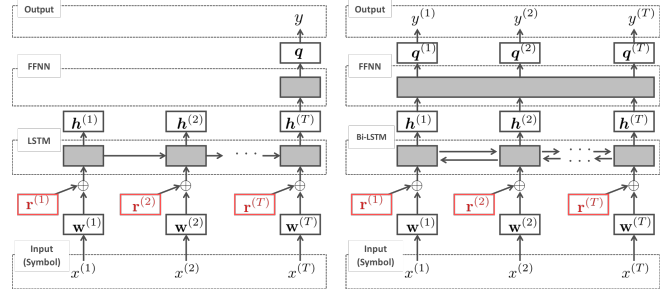 Output
y
q
FFNN
h^(1) h^(2) h^(T)
LSTM
· · ·
r^(1) r^(2) r^(T)
w^(1) w^(2) w^(T)
Input
(Symbol)
x^(1) x^(2) x^(T)
Output
y^(1) y^(2) y^(T)
q^(1) q^(2) q^(T)
FFNN
h^(1) h^(2) h^(T)
Bi-LSTM
· · ·
· · ·
r^(1) r^(2) r^(T)
w^(1) w^(2) w^(T)
Input
(Symbol)
x^(1) x^(2) x^(T)